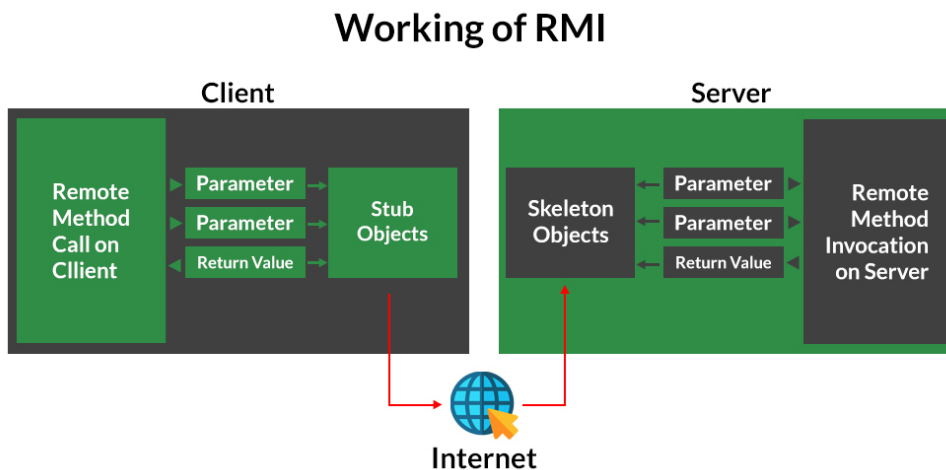 Working of RMI
Client
Server
Remote
Method
Call on
Cllient
Parameter
Parameter
Return Value
Stub
Objects
Skeleton
Objects
Parameter
Parameter
Return Value
Remote
Method
Invocation
on Server
Internet